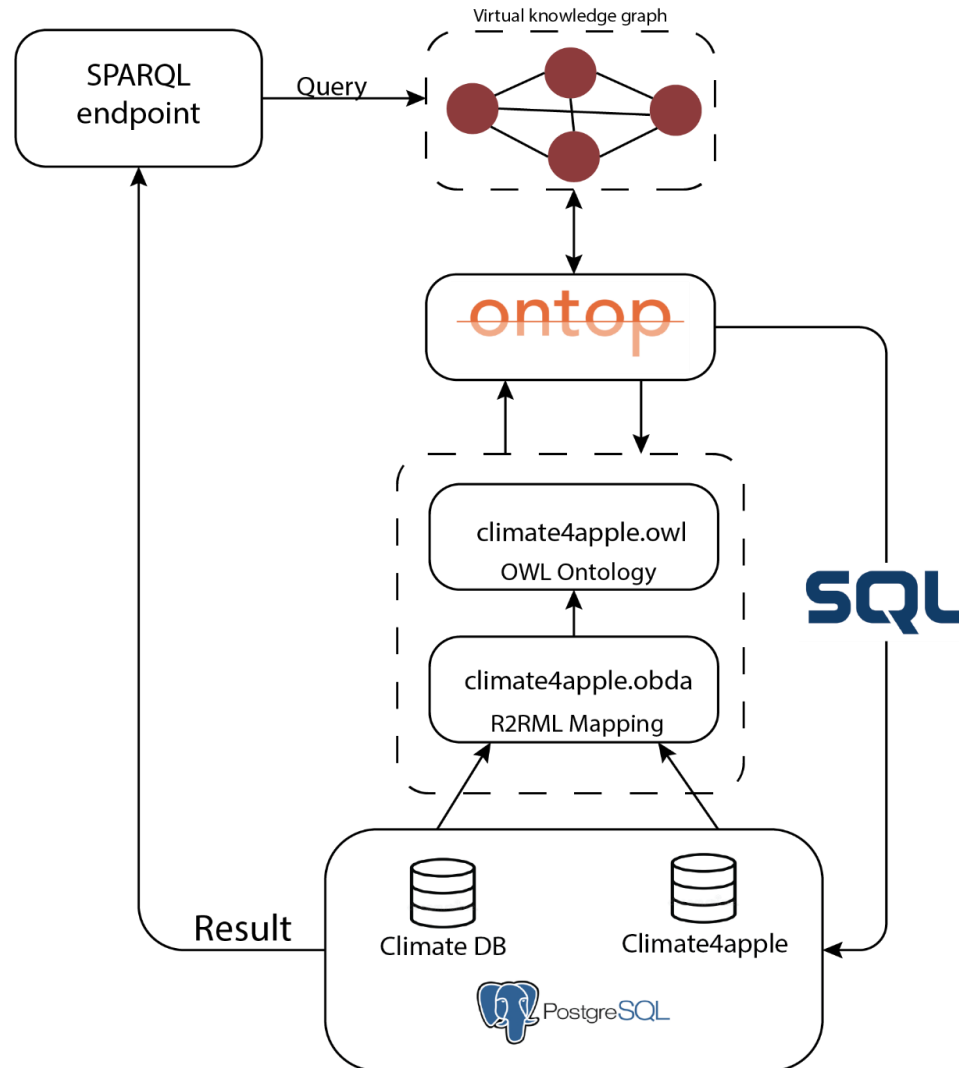 Virtual knowledge graph
SPARQL
endpoint
Query
ontop
climate4apple.owl
OWL Ontology
SQL
climate4apple.obda
R2RML Mapping
Result
Climate DB
Climate4apple
PostgreSQL